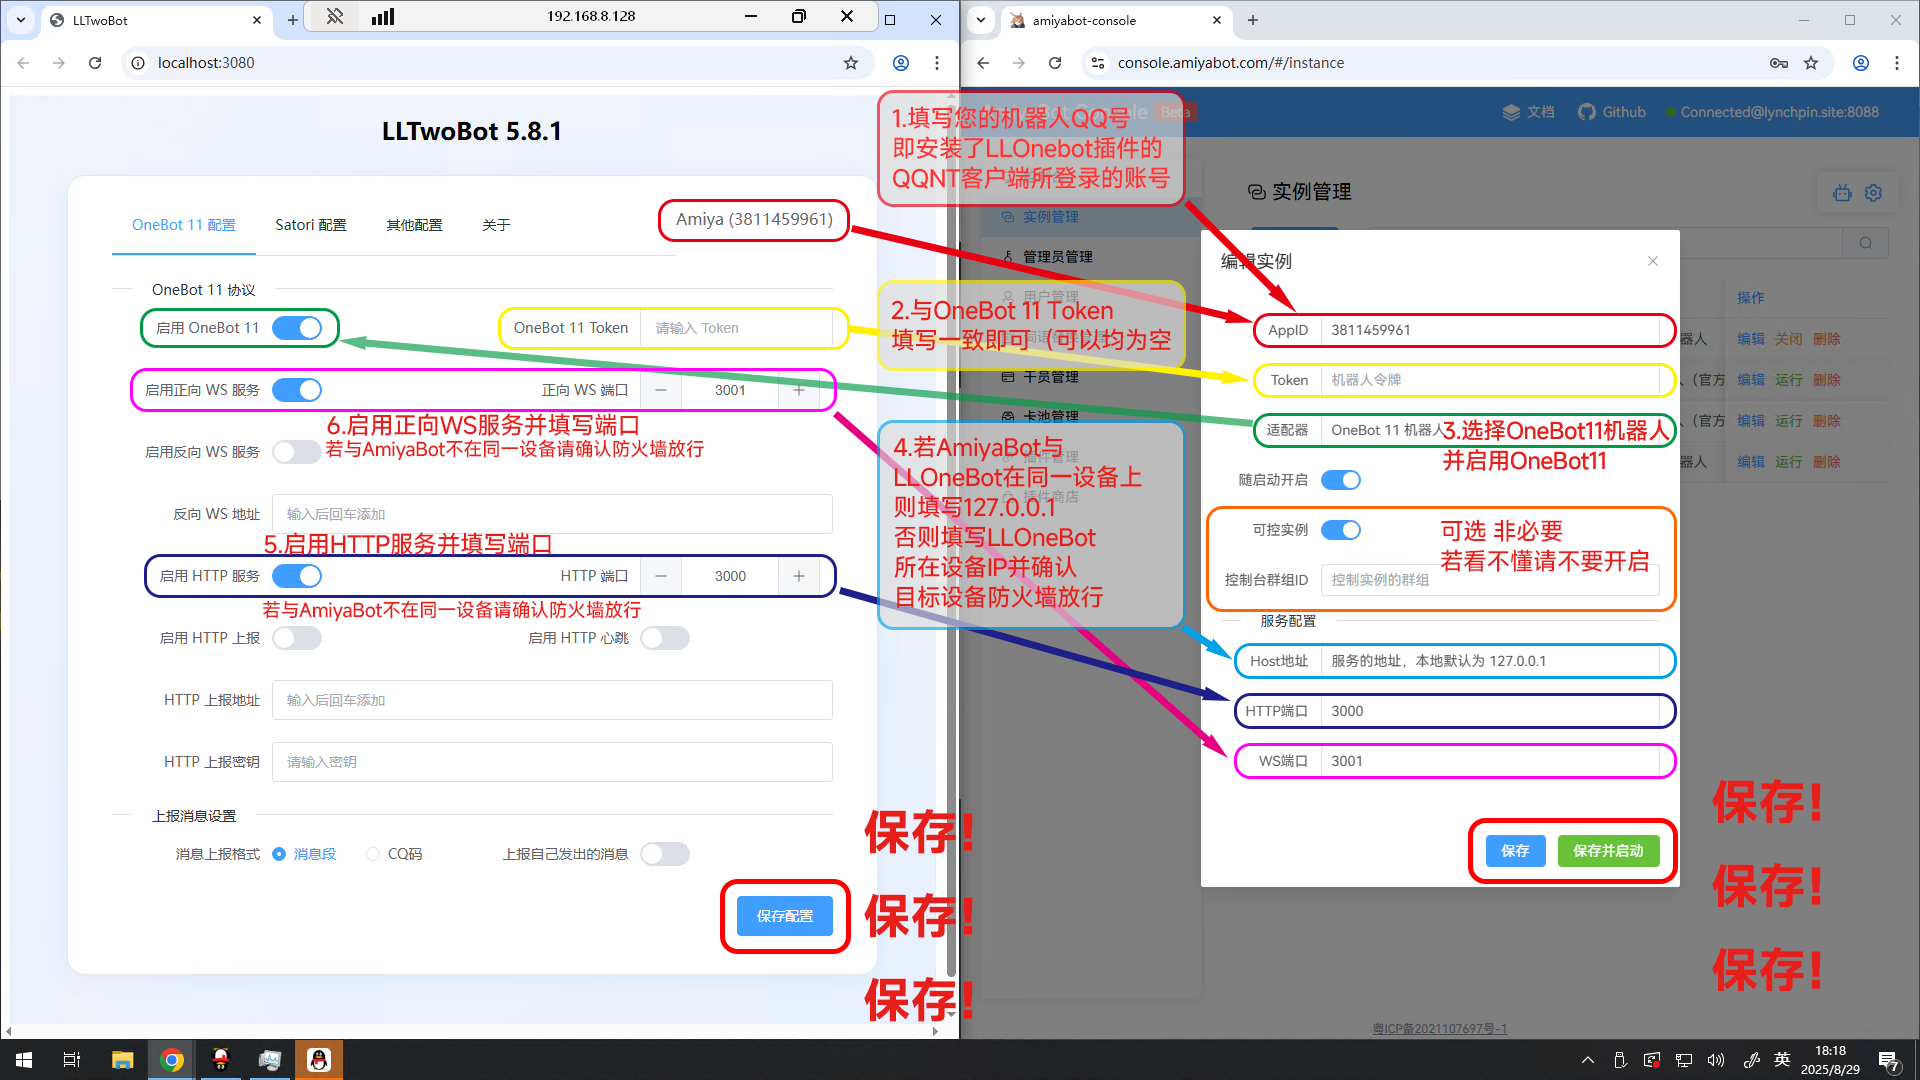 LLTwoBot
192.168.8.128
localhost:3080
LLTwoBot 5.8.1
OneBot 11 配置
Satori 配置
其他配置
关于
Amiya (3811459961)
OneBot 11 协议
启用 OneBot 11
OneBot 11 Token
请输入 Token
启用正向 WS 服务
正向 WS 端口
3001
6.启用正向WS服务并填写端口
若与AmiyaBot不在同一设备请确认防火墙放行
启用反向 WS 服务
反向 WS 地址
输入后回车添加
5.启用HTTP服务并填写端口
启用 HTTP 服务
HTTP 端口
3000
若与AmiyaBot不在同一设备请确认防火墙放行
启用 HTTP 上报
启用 HTTP 心跳
HTTP 上报地址
输入后回车添加
HTTP 上报密钥
请输入密钥
上报消息设置
消息上报格式
消息段
CQ码
上报自己发出的消息
保存配置
保存!
保存!
保存!
amiyabot-console
console.amiyabot.com/#/instance
Beta
文档
Github
Connected@lynchpin.site:8088
1.填写您的机器人QQ号
即安装了LLOnebot插件的
QQNT客户端所登录的账号
实例管理
实例管理
管理员管理
用户管理
2.与OneBot 11 Token
填写一致即可（可以均为空
干员管理
卡池管理
4.若AmiyaBot与
LLOneBot在同一设备上
则填写127.0.0.1
否则填写LLOneBot
所在设备IP并确认
目标设备防火墙放行
插件管理
插件商店
编辑实例
AppID
3811459961
Token
机器人令牌
适配器
OneBot 11 机器人
3.选择OneBot11机器人
并启用OneBot11
随启动开启
可控实例
可选 非必要
若看不懂请不要开启
控制台群组ID
控制实例的群组
服务配置
Host地址
服务的地址，本地默认为 127.0.0.1
HTTP端口
3000
WS端口
3001
保存
保存并启动
操作
器人
编辑 关闭 删除
人（官方
编辑 运行 删除
（官方
编辑 运行 删除
器人
编辑 运行 删除
保存!
保存!
保存!
粤ICP备2021107697号-1
英
18:18
2025/8/29
7